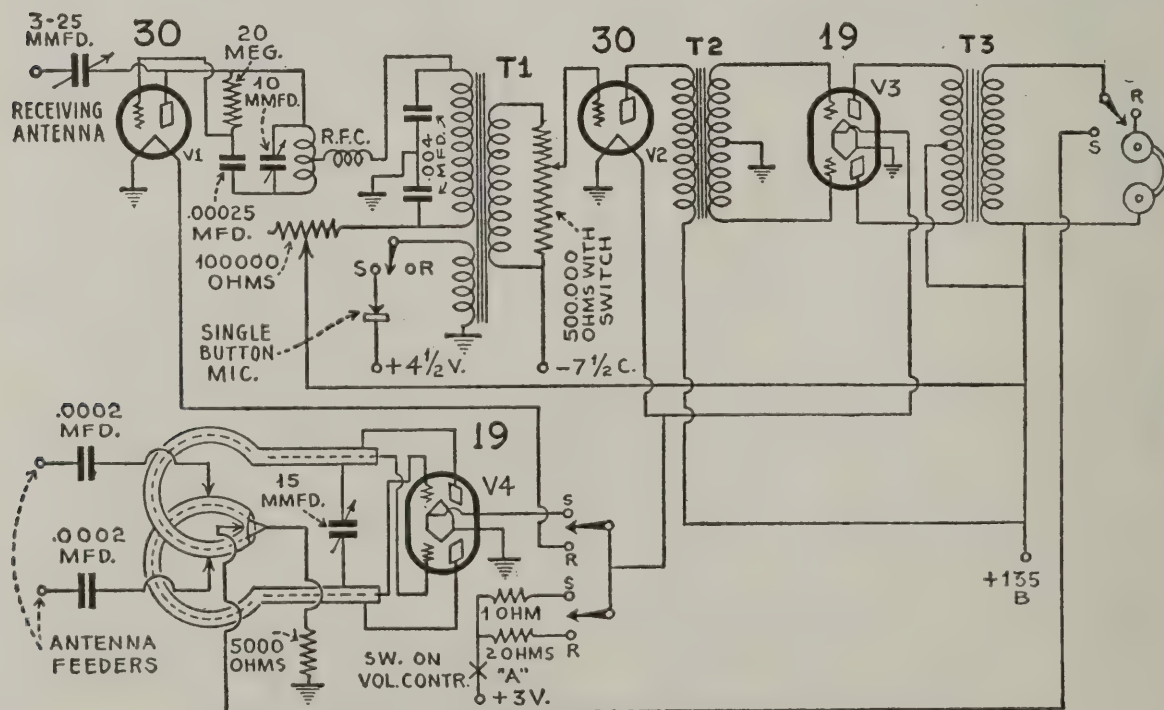 3-25
MMFD.
30
20
MEG.
10
MMFD.
RECEIVING
ANTENNA
V1
.00025
MFD.
R.F.C.
.004
MFD.
T1
100000
OHMS
S
R
SINGLE
BUTTON
MIC.
+4½V.
500.000
OHMS WITH
SWITCH
-7½C.
30
V2
T2
19
V3
T3
R
S
.0002
MFD.
.0002
MFD.
ANTENNA
FEEDERS
15
MMFD.
5000
OHMS
19
V4
S
R
S
1 OHM
2 OHMS
R
SW. ON
VOL. CONTR.
"A"
+3V.
+135
B